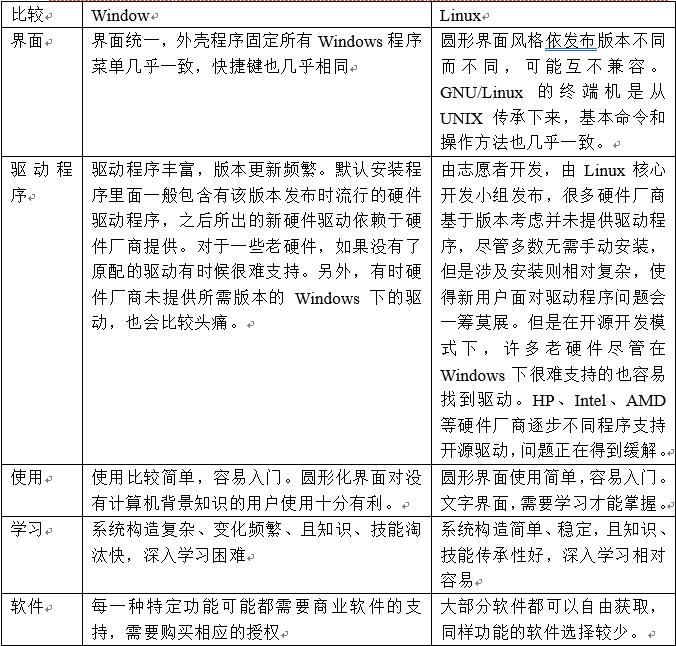 比较 Window Linux
界面
界面统一，外壳程序固定所有 Windows 程序
菜单几乎一致，快捷键也几乎相同
圆形界面风格依发布版本不同
而不同，可能互不兼容。
GNU/Linux 的终端机是从
UNIX 传承下来，基本命令和
操作方法也几乎一致。
驱动程
序
驱动程序丰富，版本更新频繁。默认安装程
序里面一般包含有该版本发布时流行的硬件
驱动程序，之后所出的新硬件驱动依赖于硬
件厂商提供。对于一些老硬件，如果没有了
原配的驱动有时候很难支持。另外，有时硬
件厂商未提供所需版本的 Windows 下的驱
动，也会比较头痛。
由志愿者开发，由 Linux 核心
开发小组发布，很多硬件厂商
基于版本考虑并未提供驱动程
序，尽管多数无需手动安装，
但是涉及安装则相对复杂，使
得新用户面对驱动程序问题会
一筹莫展。但是在开源开发模
式下，许多老硬件尽管在
Windows 下很难支持的也容易
找到驱动。HP、Intel、AMD
等硬件厂商逐步不同程序支持
开源驱动，问题正在得到缓解。
使用
使用比较简单，容易入门。圆形化界面对没
有计算机背景知识的用户使用十分有利。
圆形界面使用简单，容易入门。
文字界面，需要学习才能掌握。
学习
系统构造复杂、变化频繁、且知识、技能淘
汰快，深入学习困难
系统构造简单、稳定，且知识、
技能传承性好，深入学习相对
容易
软件
每一种特定功能可能都需要商业软件的支
持，需要购买相应的授权
大部分软件都可以自由获取，
同样功能的软件选择较少。